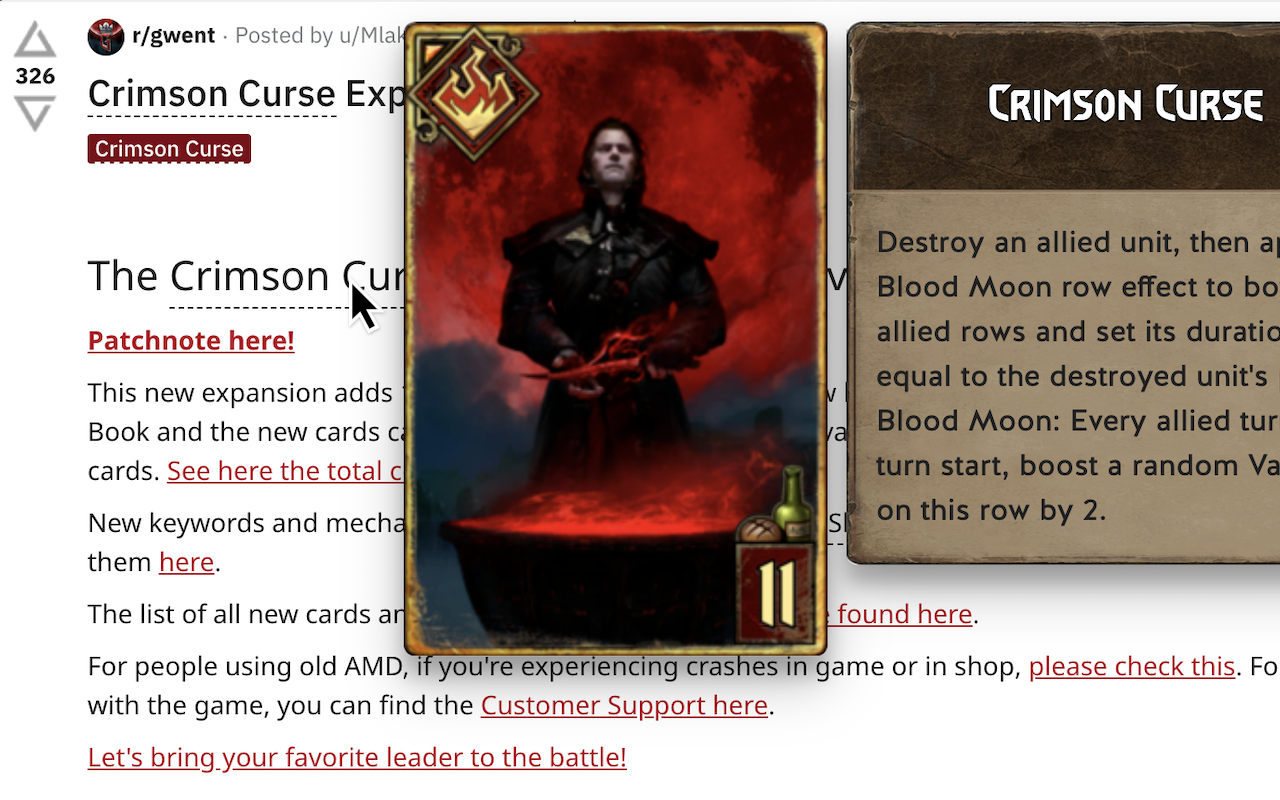 r/gwent · Posted by u/Mlak
326
Crimson Curse Exp
Crimson Curse
The Crimson Cur
Patchnote here!
This new expansion adds
Book and the new cards ca
cards. See here the total c
New keywords and mecha
them here.
The list of all new cards an
found here.
For people using old AMD, if you're experiencing crashes in game or in shop, please check this. Fo
with the game, you can find the Customer Support here.
Let's bring your favorite leader to the battle!
11
Crimson Curse
Destroy an allied unit, then ap
Blood Moon row effect to bo
allied rows and set its duratio
equal to the destroyed unit's
Blood Moon: Every allied tur
turn start, boost a random Va
on this row by 2.